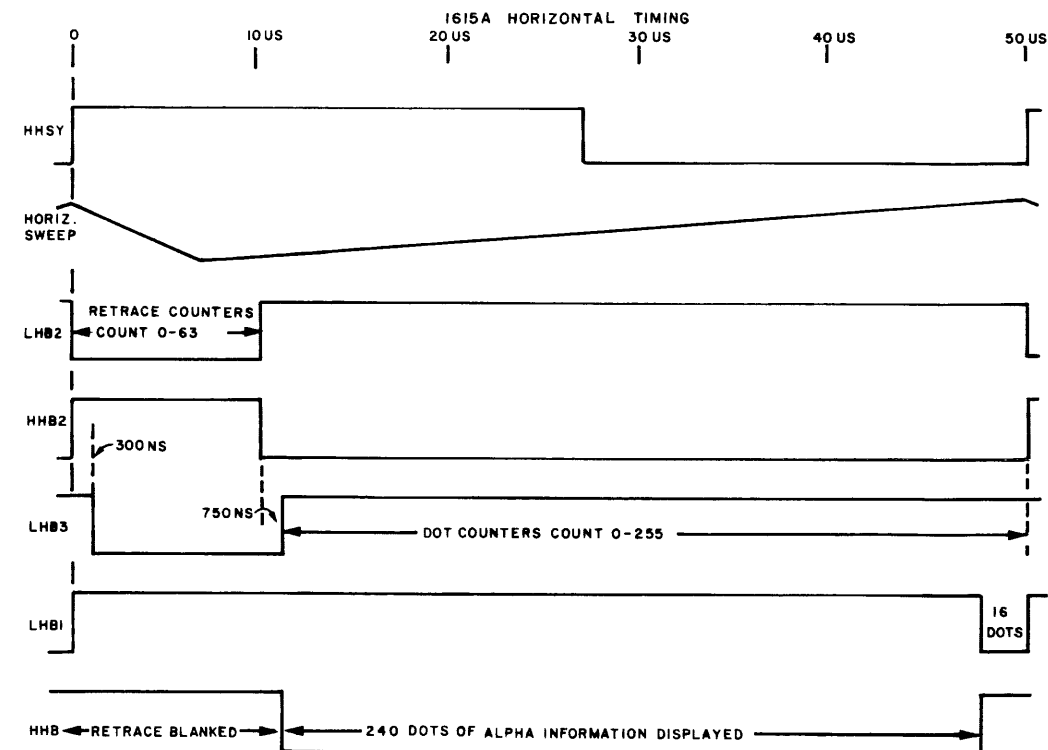 1615A HORIZONTAL TIMING
0 10 US 20 US 30 US 40 US 50 US
HHSY
HORIZ.
SWEEP
RETRACE COUNTERS
LHB2 COUNT 0-63
HHB2
300 NS
750 NS
LHB3
DOT COUNTERS COUNT 0-255
LHB1
16
DOTS
HHB RETRACE BLANKED 240 DOTS OF ALPHA INFORMATION DISPLAYED